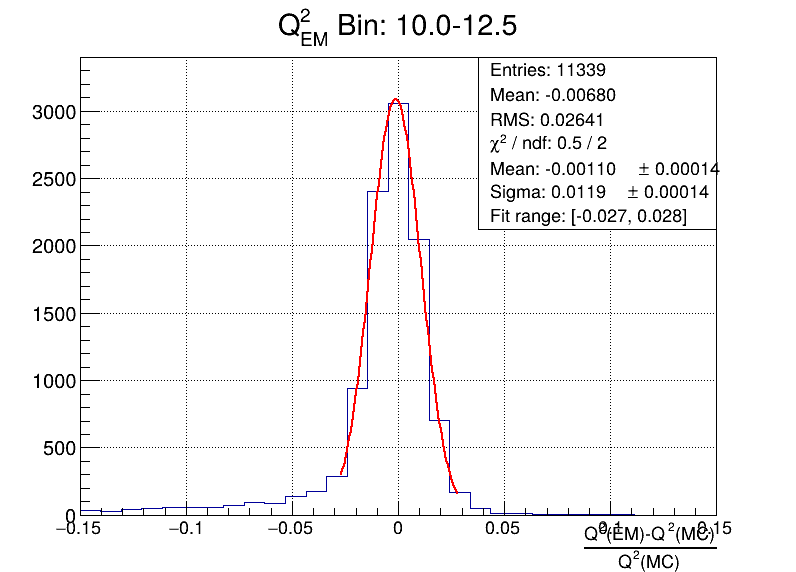 Q²EM Bin: 10.0-12.5
Entries: 11339
Mean: -0.00680
RMS: 0.02641
χ² / ndf: 0.5 / 2
Mean: -0.00110 ± 0.00014
Sigma: 0.0119 ± 0.00014
Fit range: [-0.027, 0.028]
3000
2500
2000
1500
1000
500
0
−0.15 −0.1 −0.05 0 0.05 0.1 0.15
Q²(EM)-Q²(MC)
Q²(MC)